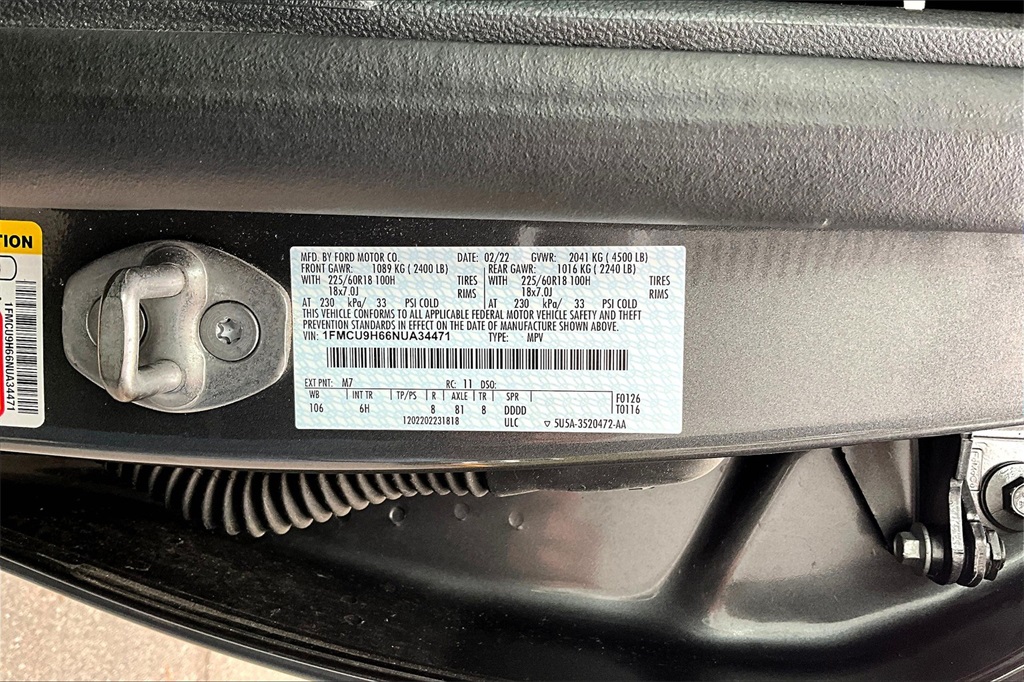 TION
1FMCU9H66NUA34471
MFD. BY FORD MOTOR CO. DATE: 02/22 GVWR: 2041 KG ( 4500 LB)
FRONT GAWR: 1089 KG ( 2400 LB) REAR GAWR: 1016 KG ( 2240 LB)
WITH 225/60R18 100H TIRES WITH 225/60R18 100H TIRES
18x7.0J RIMS 18x7.0J RIMS
AT 230 kPa/ 33 PSI COLD AT 230 kPa/ 33 PSI COLD
THIS VEHICLE CONFORMS TO ALL APPLICABLE FEDERAL MOTOR VEHICLE SAFETY AND THEFT
PREVENTION STANDARDS IN EFFECT ON THE DATE OF MANUFACTURE SHOWN ABOVE.
VIN: 1FMCU9H66NUA34471 TYPE: MPV
EXT PNT: M7 RC: 11 DSO:
WB INT TR TP/PS R AXLE TR SPR F0126
106 6H 8 81 8 DDDD T0116
1202202231818 ULC ▽ 5U5A-3520472-AA